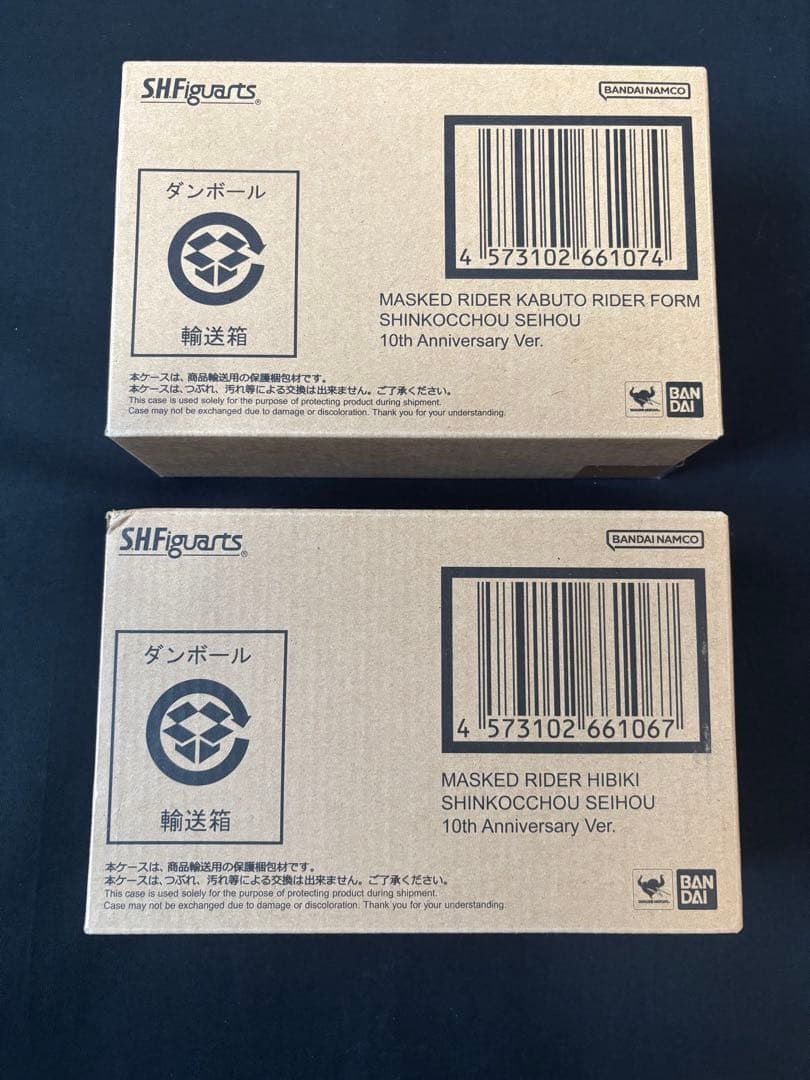 S.H.Figuarts®
BANDAI NAMCO
ダンボール
輸送箱
4 573102 661074
MASKED RIDER KABUTO RIDER FORM
SHINKOCCHOU SEIHOU
10th Anniversary Ver.
本ケースは、商品輸送用の保護梱包材です。
本ケースは、つぶれ、汚れ等による交換は出来ません。ご了承ください。
This case is used solely for the purpose of protecting product during shipment.
Case may not be exchanged due to damage or discoloration. Thank you for your understanding.
BAN
DAI
S.H.Figuarts®
BANDAI NAMCO
ダンボール
輸送箱
4 573102 661067
MASKED RIDER HIBIKI
SHINKOCCHOU SEIHOU
10th Anniversary Ver.
本ケースは、商品輸送用の保護梱包材です。
本ケースは、つぶれ、汚れ等による交換は出来ません。ご了承ください。
This case is used solely for the purpose of protecting product during shipment.
Case may not be exchanged due to damage or discoloration. Thank you for your understanding.
BAN
DAI